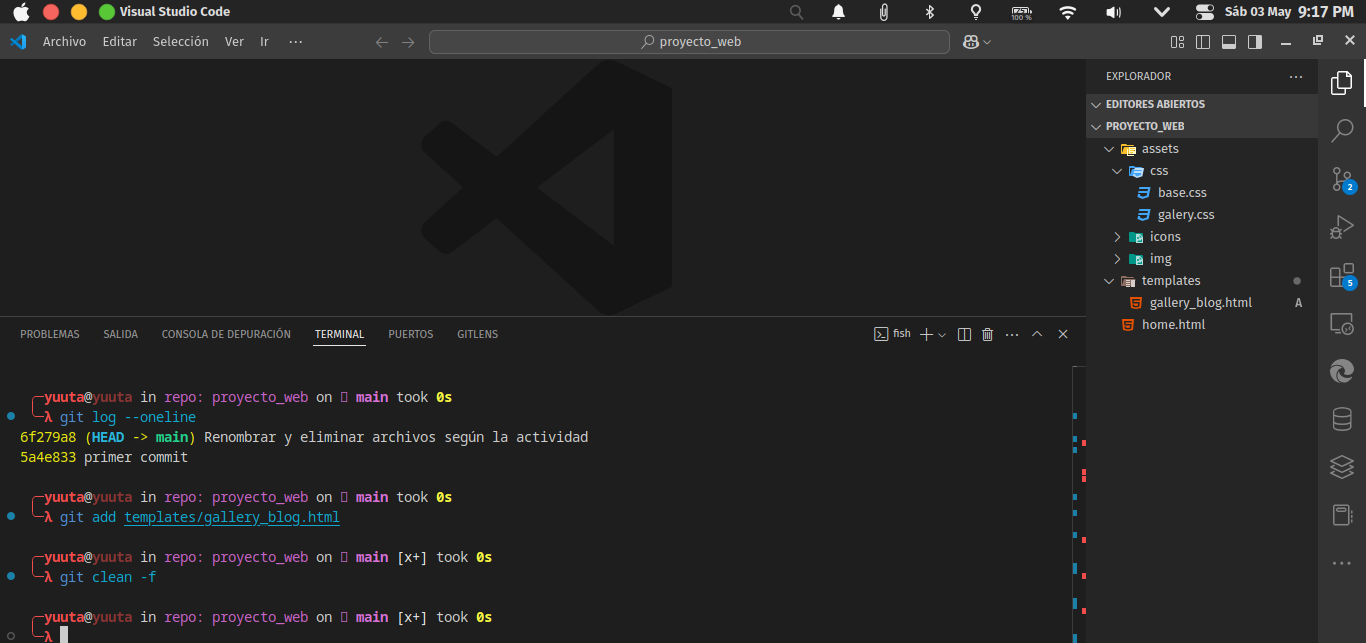 Visual Studio Code
100 %
Sáb 03 May 9:17 PM
Archivo Editar Selección Ver Ir ···
proyecto_web
EXPLORADOR
EDITORES ABIERTOS
PROYECTO_WEB
assets
css
base.css
galery.css
icons
img
templates
gallery_blog.html A
home.html
2
5
PROBLEMAS SALIDA CONSOLA DE DEPURACIÓN TERMINAL PUERTOS GITLENS
fish
yuuta@yuuta in repo: proyecto_web on main took 0s
λ git log --oneline
6f279a8 (HEAD -> main) Renombrar y eliminar archivos según la actividad
5a4e833 primer commit
yuuta@yuuta in repo: proyecto_web on main took 0s
λ git add templates/gallery_blog.html
yuuta@yuuta in repo: proyecto_web on main [x+] took 0s
λ git clean -f
yuuta@yuuta in repo: proyecto_web on main [x+] took 0s
λ